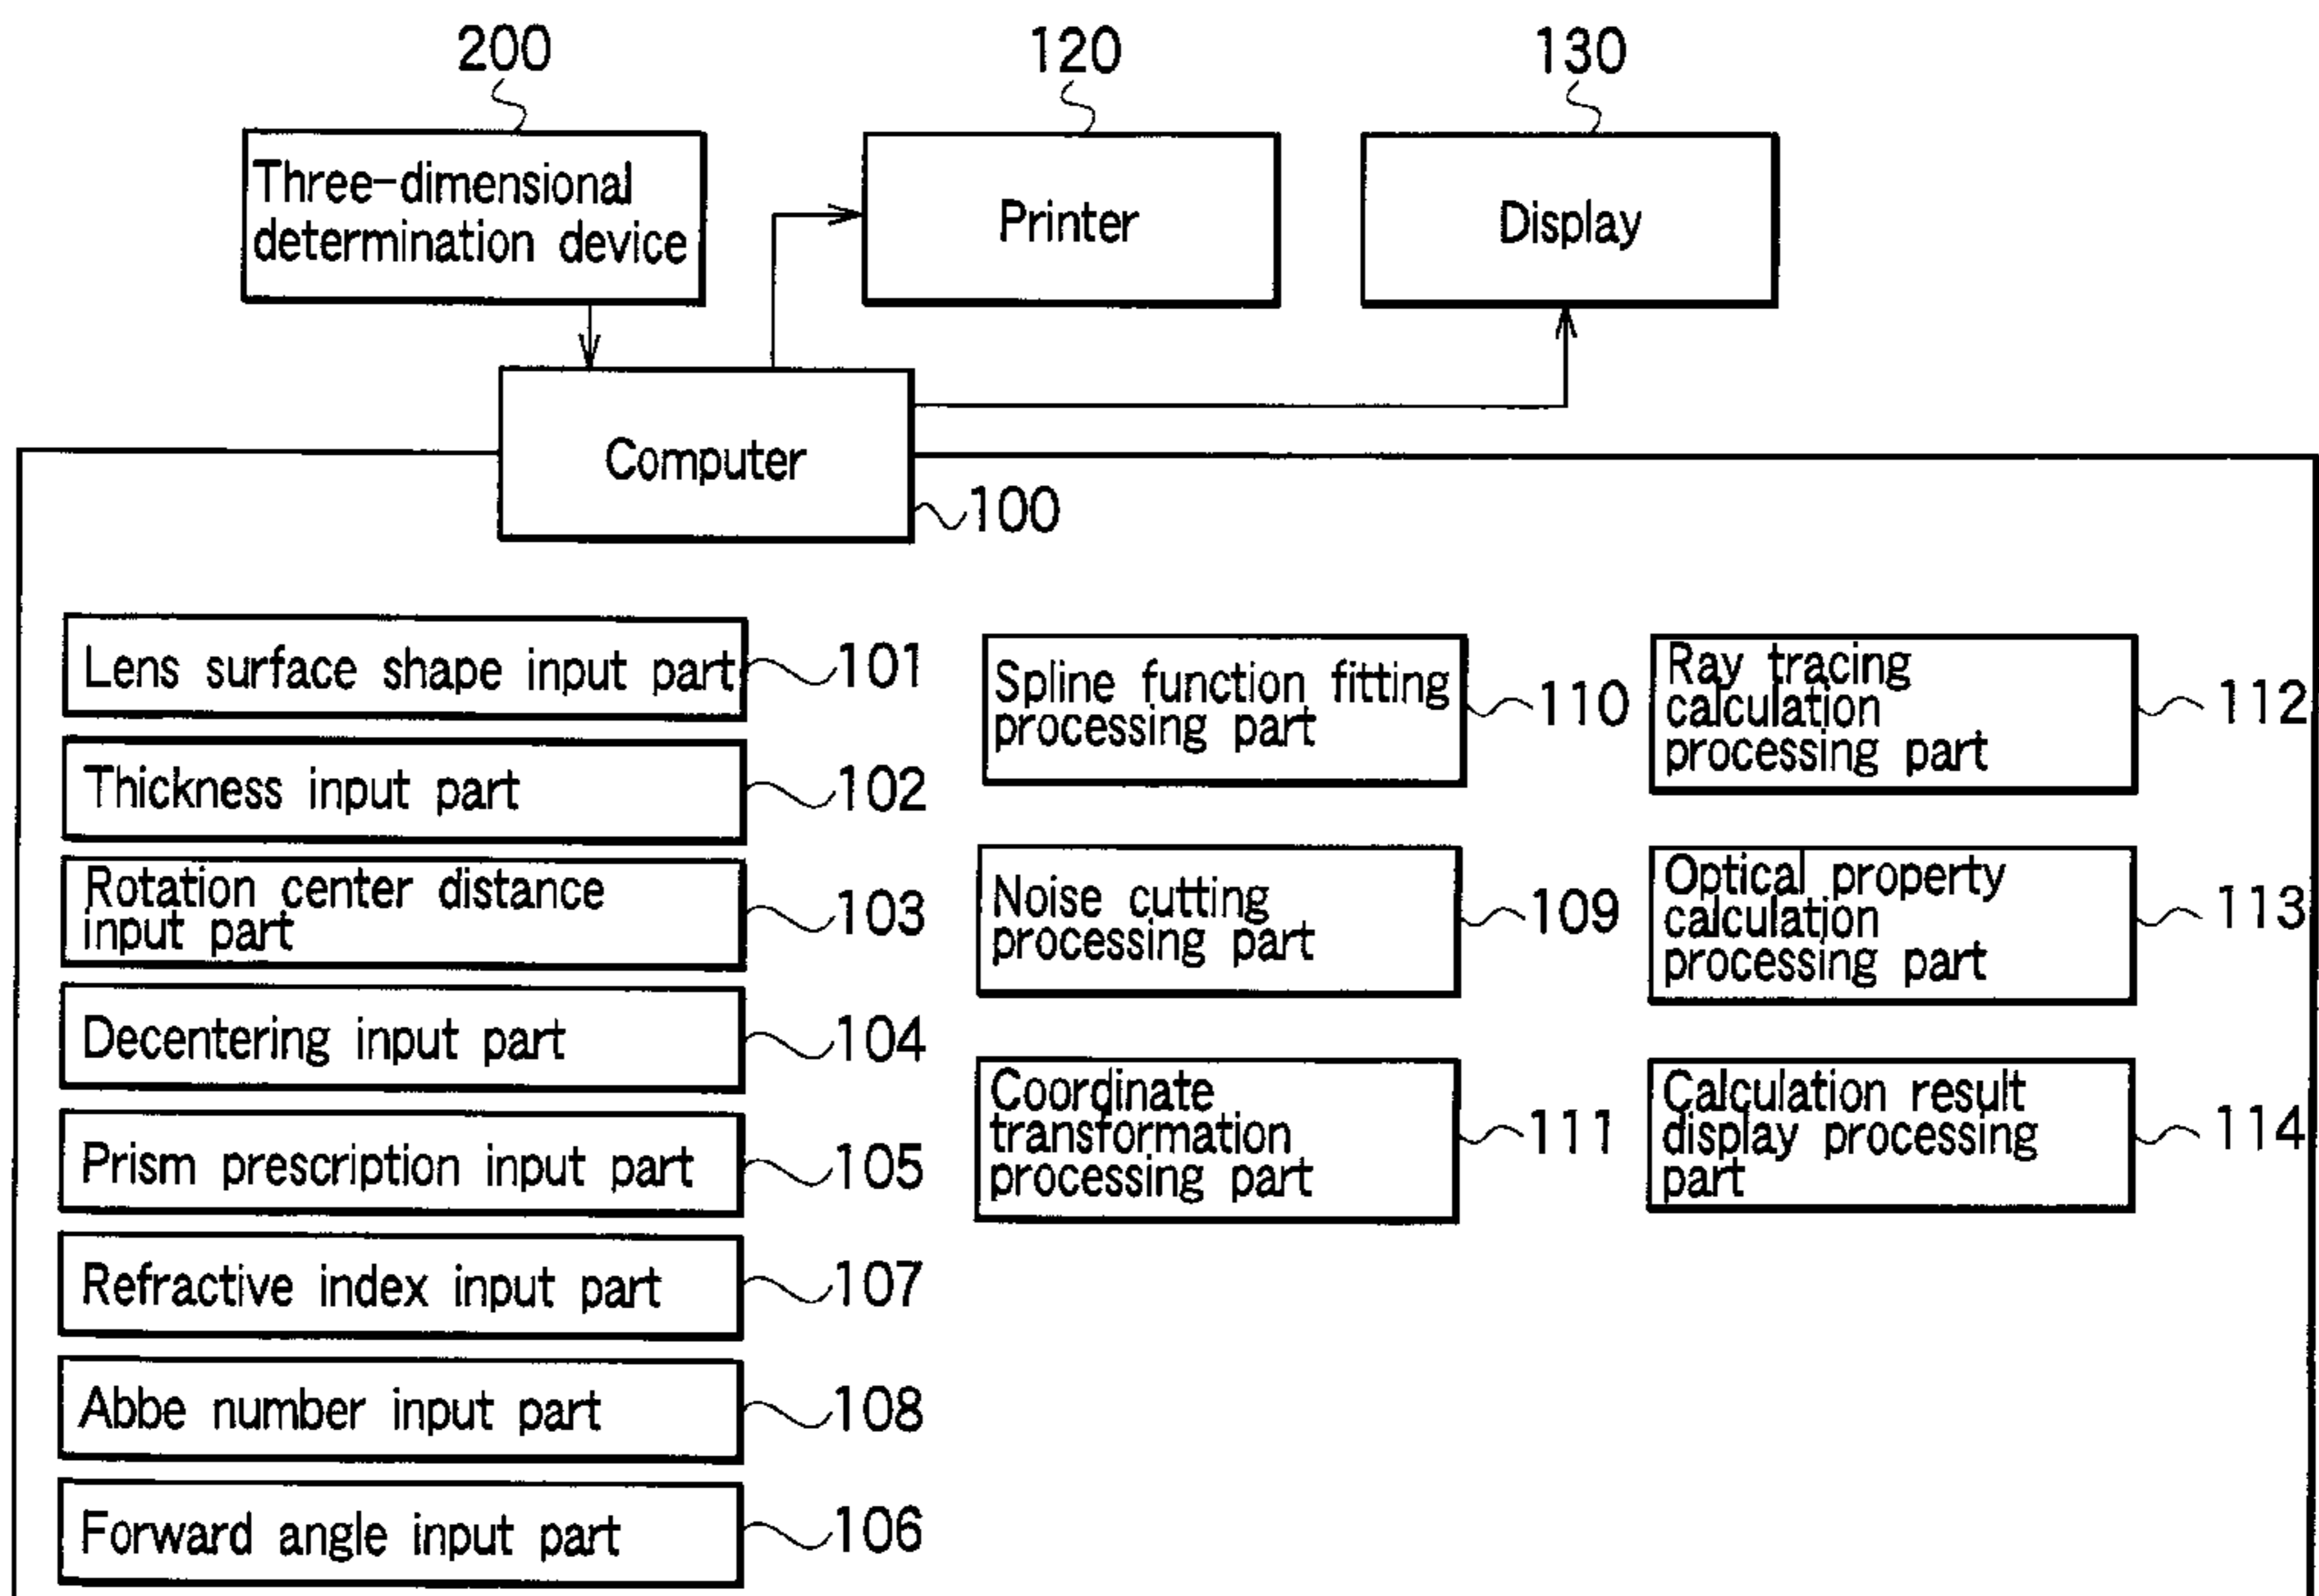 200
120
130
Three-dimensional
determination device
Printer
Display
Computer
100
Lens surface shape input part
101
Thickness input part
102
Rotation center distance
input part
103
Decentering input part
104
Prism prescription input part
105
Refractive index input part
107
Abbe number input part
108
Forward angle input part
106
Spline function fitting
processing part
110
Noise cutting
processing part
109
Coordinate
transformation
processing part
111
Ray tracing
calculation
processing part
112
Optical property
calculation
processing part
113
Calculation result
display processing
part
114